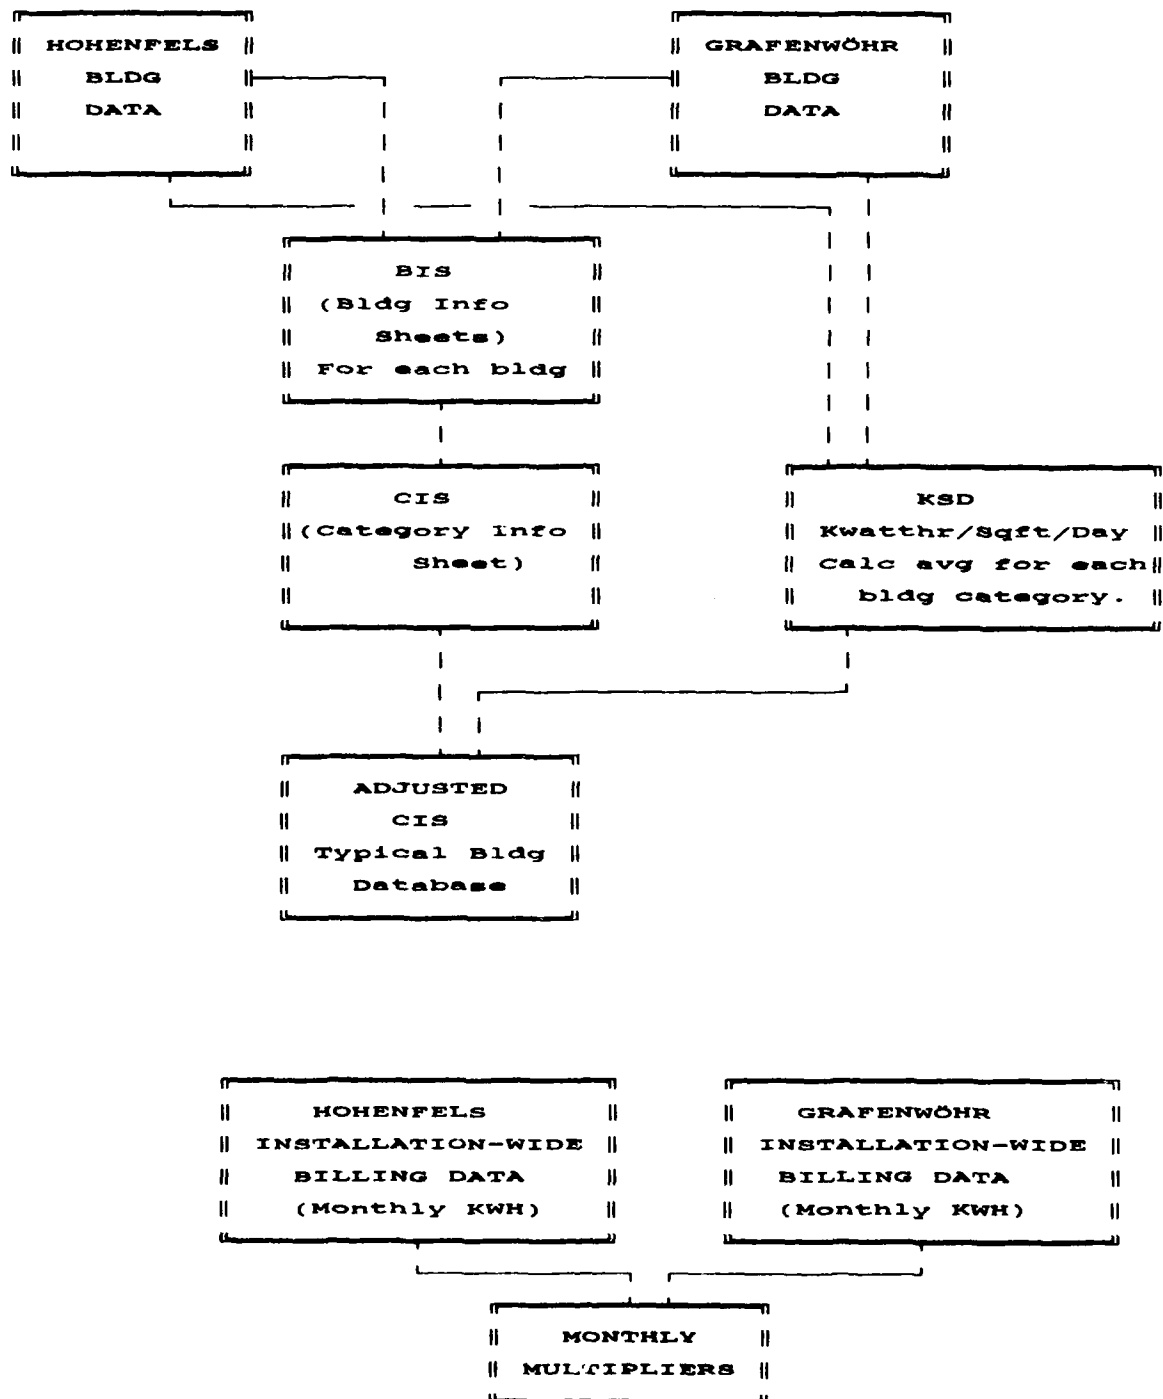 HOHENFELS
BLDG
DATA
GRAFENWÖHR
BLDG
DATA
BIS
(Bldg Info
Sheets)
For each bldg
CIS
(Category Info
Sheet)
KSD
Kwatthr/Sqft/Day
Calc avg for each
bldg category.
ADJUSTED
CIS
Typical Bldg
Database
HOHENFELS
INSTALLATION-WIDE
BILLING DATA
(Monthly KWH)
GRAFENWÖHR
INSTALLATION-WIDE
BILLING DATA
(Monthly KWH)
MONTHLY
MULTIPLIERS